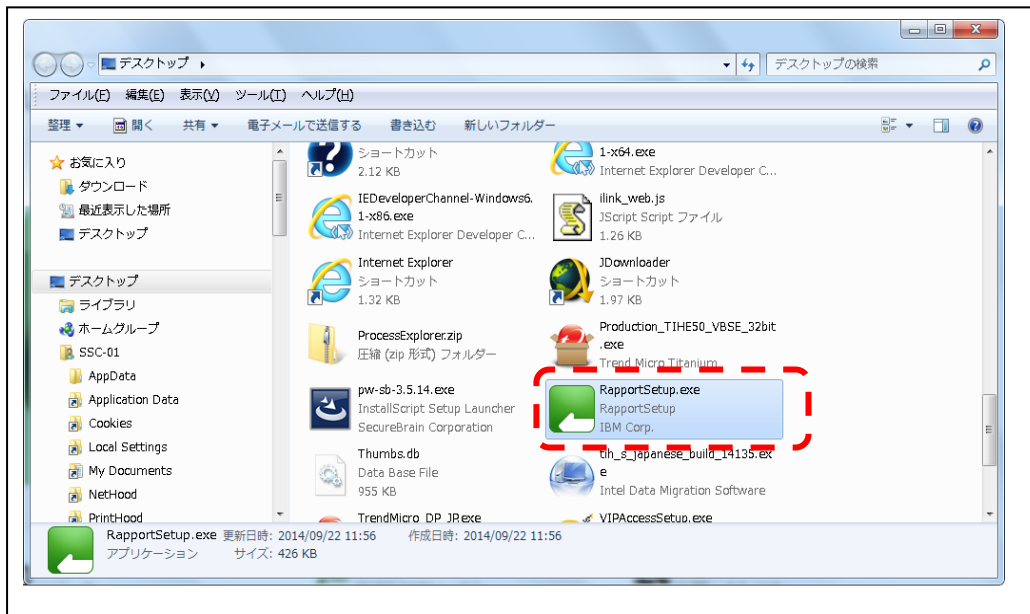 デスクトップ
デスクトップの検索
ファイル(F) 編集(E) 表示(V) ツール(T) ヘルプ(H)
整理 開く 共有 電子メールで送信する 書き込む 新しいフォルダー
お気に入り
ダウンロード
最近表示した場所
デスクトップ
デスクトップ
ライブラリ
ホームグループ
SSC-01
AppData
Application Data
Cookies
Local Settings
My Documents
NetHood
PrintHood
ショートカット
2.12 KB
1-x64.exe
Internet Explorer Developer C...
IEDeveloperChannel-Windows6.
1-x86.exe
Internet Explorer Developer C...
ilink_web.js
JScript Script ファイル
1.26 KB
Internet Explorer
ショートカット
1.32 KB
JDownloader
ショートカット
1.97 KB
ProcessExplorer.zip
圧縮 (zip 形式) フォルダー
Production_TIHE50_VBSE_32bit
.exe
Trend Micro Titanium
pw-sb-3.5.14.exe
InstallScript Setup Launcher
SecureBrain Corporation
RapportSetup.exe
RapportSetup
IBM Corp.
Thumbs.db
Data Base File
955 KB
tih_s_japanese_build_14135.ex
e
Intel Data Migration Software
TrendMicro_DP_JP.exe
VIPAccessSetup.exe
RapportSetup.exe 更新日時: 2014/09/22 11:56 作成日時: 2014/09/22 11:56
アプリケーション サイズ: 426 KB